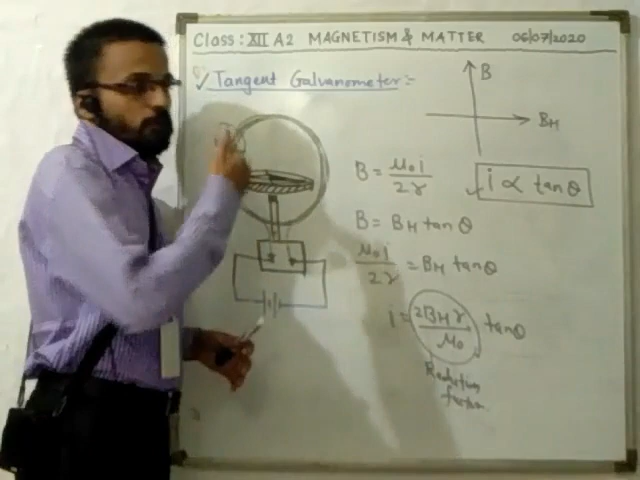 Class: XII A2 MAGNETISM & MATTER 06/07/2020
✓ Tangent Galvanometer :-
B
BH
B = μ₀i / 2r
✓ i ∝ tanθ
B = BH tanθ
μ₀i / 2r = BH tanθ
i = 2BH r / μ₀ tanθ
Reduction
factor